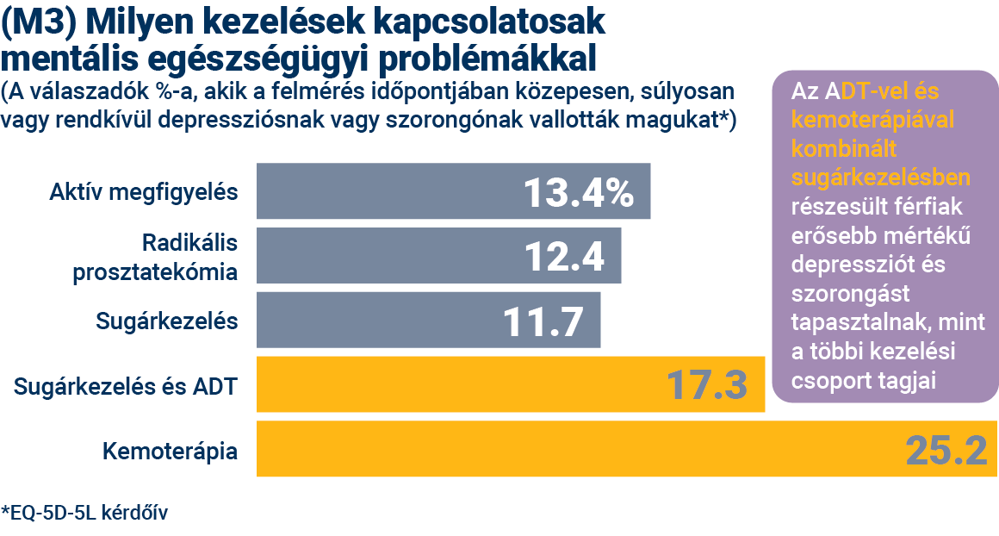 (M3) Milyen kezelések kapcsolatosak
mentális egészségügyi problémákkal
(A válaszadók %-a, akik a felmérés időpontjában közepesen, súlyosan
vagy rendkívül depressziósnak vagy szorongónak vallották magukat*)
Az ADT-vel és
kemoterápiával
kombinált
sugárkezelésben
részesült férfiak
erősebb mértékű
depressziót és
szorongást
tapasztalnak, mint
a többi kezelési
csoport tagjai
Aktív megfigyelés 13.4%
Radikális
prosztatekómia 12.4
Sugárkezelés 11.7
Sugárkezelés és ADT 17.3
Kemoterápia 25.2
*EQ-5D-5L kérdőív